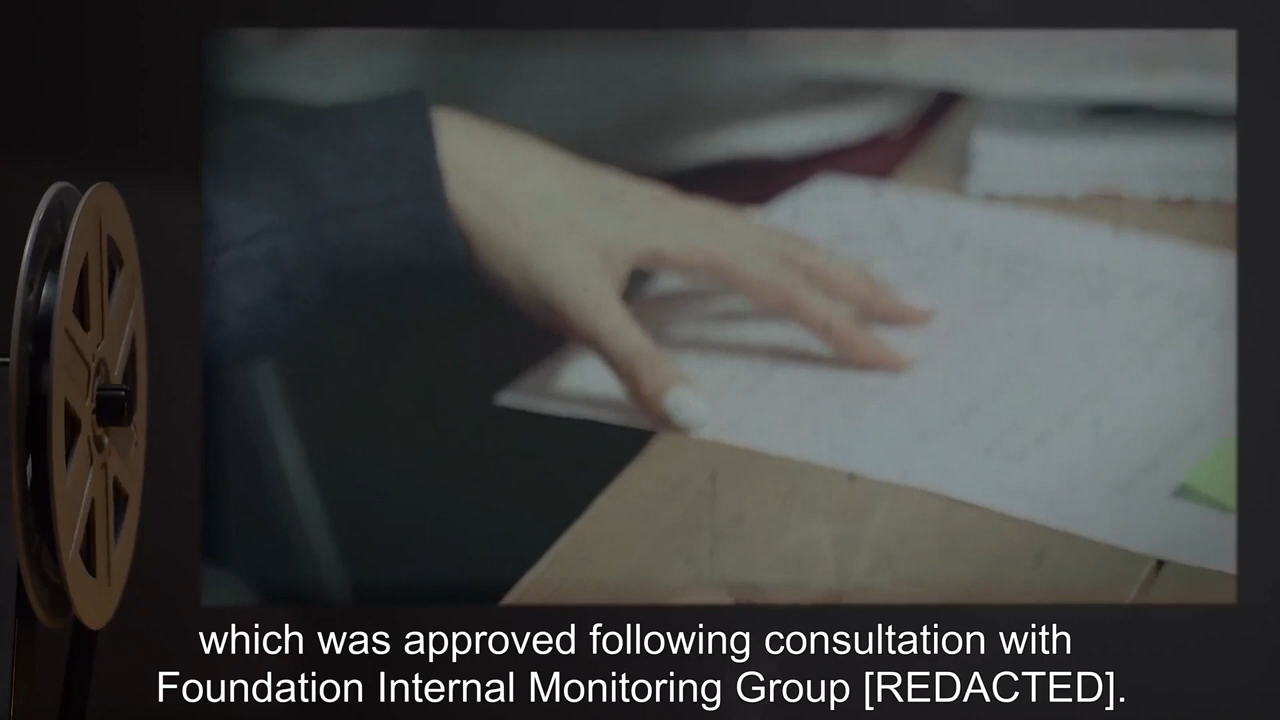 which was approved following consultation with
Foundation Internal Monitoring Group [REDACTED].